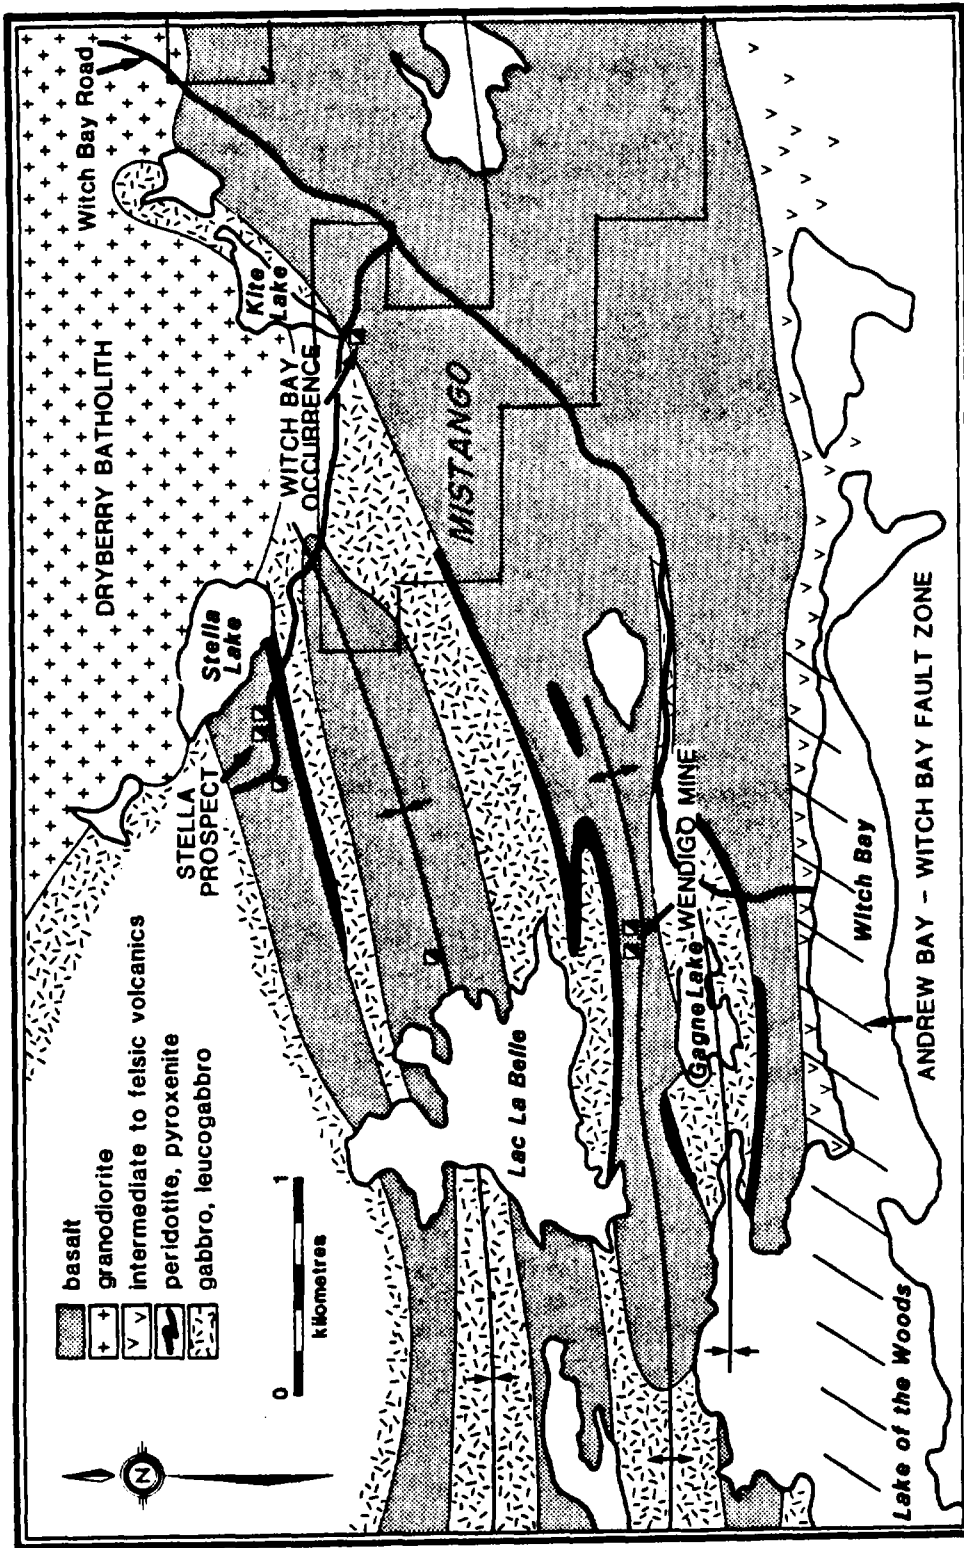 basalt
granodiorite
intermediate to felsic volcanics
peridotite, pyroxenite
gabbro, leucogabbro
0
1
kilometres
N
DRYBERRY BATHOLITH
Witch Bay Road
Kite
Lake
WITCH BAY
OCCURRENCE
Stella
Lake
STELLA
PROSPECT
MISTANGO
Lac La Belle
WENDIGO MINE
Gagne Lake
Witch Bay
Lake of the Woods
ANDREW BAY - WITCH BAY FAULT ZONE